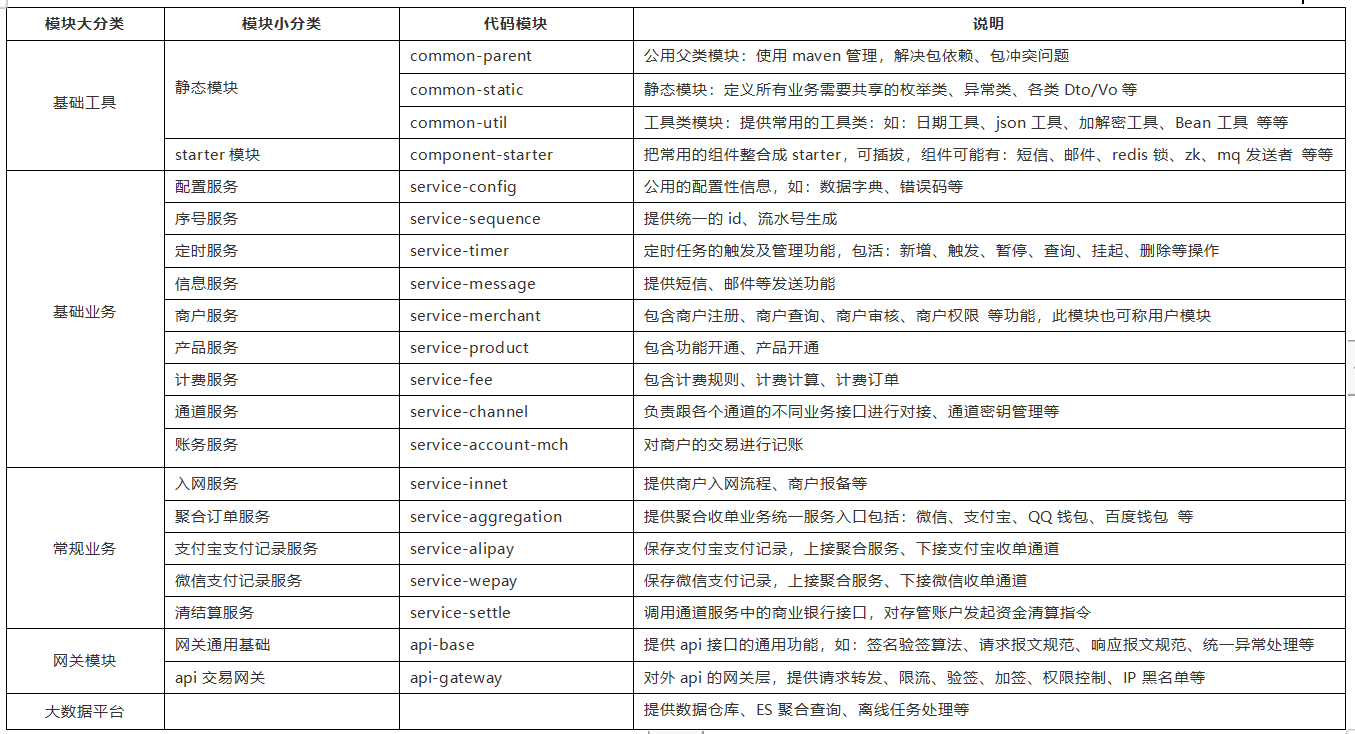 模块大分类 模块小分类 代码模块 说明
基础工具 静态模块 common-parent 公用父类模块：使用 maven 管理，解决包依赖、包冲突问题
common-static 静态模块：定义所有业务需要共享的枚举类、异常类、各类 Dto/Vo 等
common-util 工具类模块：提供常用的工具类：如：日期工具、json 工具、加解密工具、Bean 工具 等等
starter 模块 component-starter 把常用的组件整合成 starter，可插拔，组件可能有：短信、邮件、redis 锁、zk、mq 发送者 等等
基础业务 配置服务 service-config 公用的配置性信息，如：数据字典、错误码等
序号服务 service-sequence 提供统一的 id、流水号生成
定时服务 service-timer 定时任务的触发及管理功能，包活：新增、触发、暂停、查询、挂起、删除等操作
信息服务 service-message 提供短信、邮件等发送功能
商户服务 service-merchant 包含商户注册、商户查询、商户审核、商户权限 等功能，此模块也可称用户模块
产品服务 service-product 包含功能开通、产品开通
计费服务 service-fee 包含计费规则、计费计算、计费订单
通道服务 service-channel 负责跟各个通道的不同业务接口进行对接、通道密钥管理等
账务服务 service-account-mch 对商户的交易进行记账
常规业务 入网服务 service-innet 提供商户入网流程、商户报备等
聚合订单服务 service-aggregation 提供聚合收单业务统一服务入口包括：微信、支付宝、QQ 钱包、百度钱包 等
支付宝支付记录服务 service-alipay 保存支付宝支付记录，上接聚合服务、下接支付宝收单通道
微信支付记录服务 service-wepay 保存微信支付记录，上接聚合服务、下接微信收单通道
清结算服务 service-settle 调用通道服务中的商业银行接口，对存管账户发起资金清算指令
网关模块 网关通用基础 api-base 提供 api 接口的通用功能，如：签名验签算法、请求报文规范、响应报文规范、统一异常处理等
api 交易网关 api-gateway 对外 api 的网关层，提供请求转发、限流、验签、加签、权限控制、IP 黑名单等
大数据平台 提供数据仓库、ES 聚合查询、离线任务处理等